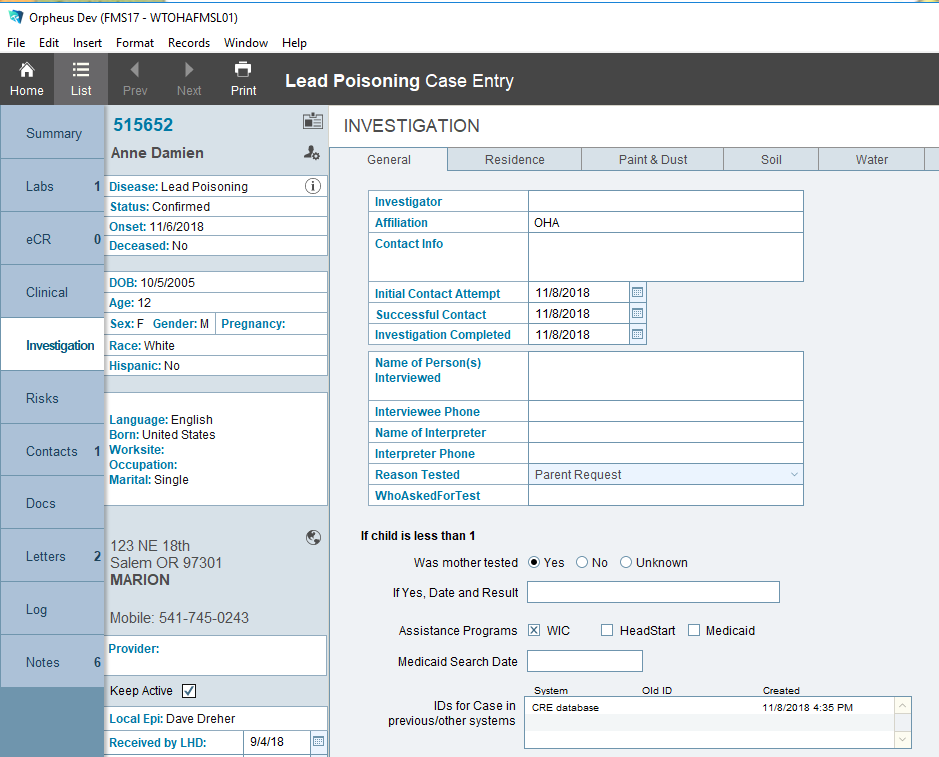 Orpheus Dev (FMS17 - WTOHAFMSL01)
File Edit Insert Format Records Window Help
Home List Prev Next Print Lead Poisoning Case Entry
Summary
Labs 1
eCR 0
Clinical
Investigation
Risks
Contacts 1
Docs
Letters 2
Log
Notes 6
515652
Anne Damien
Disease: Lead Poisoning
Status: Confirmed
Onset: 11/6/2018
Deceased: No
DOB: 10/5/2005
Age: 12
Sex: F Gender: M Pregnancy:
Race: White
Hispanic: No
Language: English
Born: United States
Worksite:
Occupation:
Marital: Single
123 NE 18th
Salem OR 97301
MARION
Mobile: 541-745-0243
Provider:
Keep Active
Local Epi: Dave Dreher
Received by LHD: 9/4/18
INVESTIGATION
General Residence Paint & Dust Soil Water
Investigator
Affiliation OHA
Contact Info
Initial Contact Attempt 11/8/2018
Successful Contact 11/8/2018
Investigation Completed 11/8/2018
Name of Person(s)
Interviewed
Interviewee Phone
Name of Interpreter
Interpreter Phone
Reason Tested Parent Request
WhoAskedForTest
If child is less than 1
Was mother tested Yes No Unknown
If Yes, Date and Result
Assistance Programs WIC HeadStart Medicaid
Medicaid Search Date
System Old ID Created
IDs for Case in
previous/other systems
CRE database 11/8/2018 4:35 PM